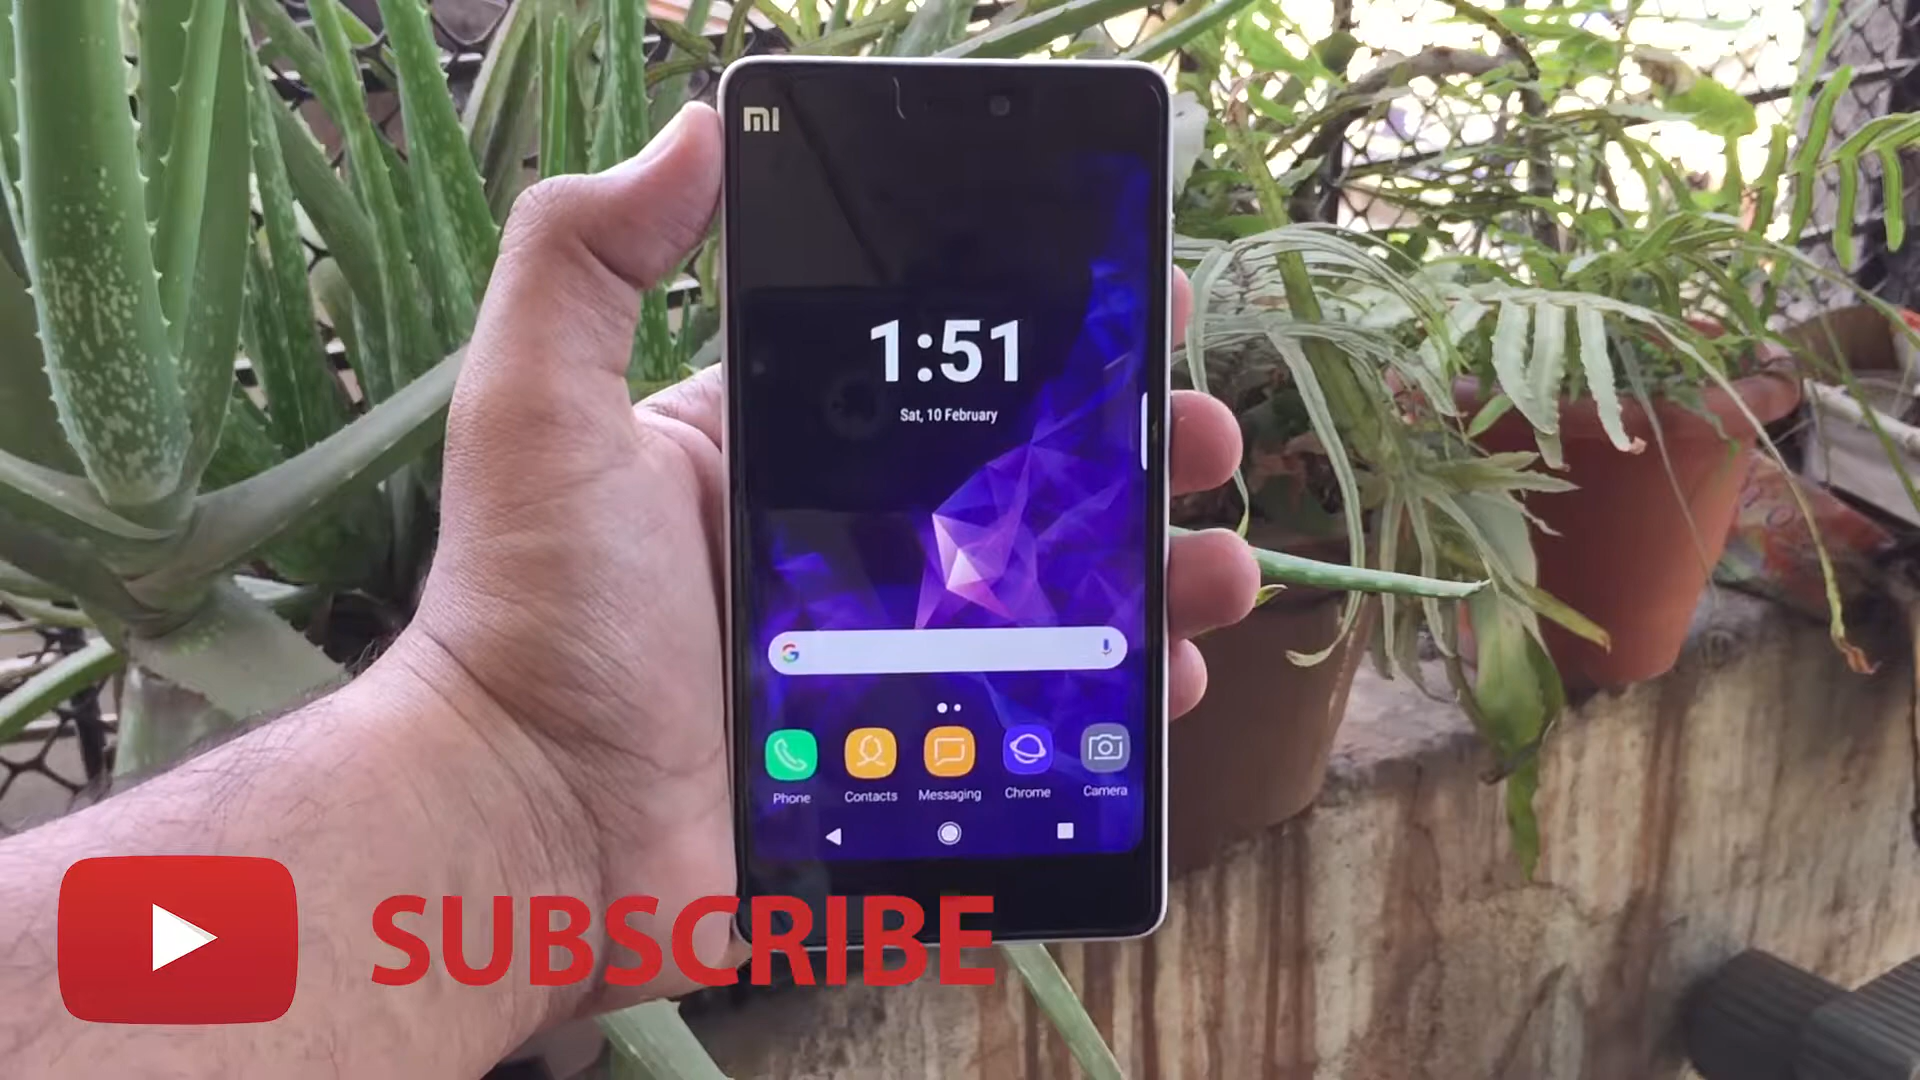 MI
1:51
Sat, 10 February
G
Phone Contacts Messaging Chrome Camera
SUBSCRIBE